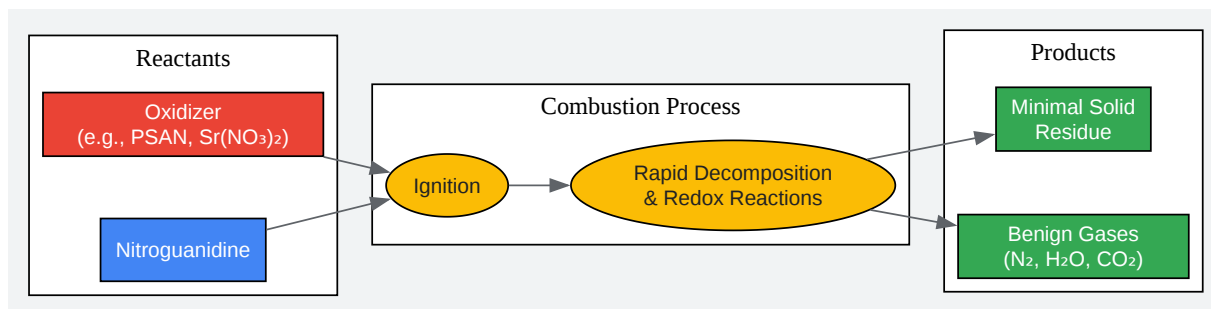 Reactants
Oxidizer
(e.g., PSAN, Sr(NO₃)₂)
Nitroguanidine
Combustion Process
Ignition
Rapid Decomposition
& Redox Reactions
Products
Minimal Solid
Residue
Benign Gases
(N₂, H₂O, CO₂)